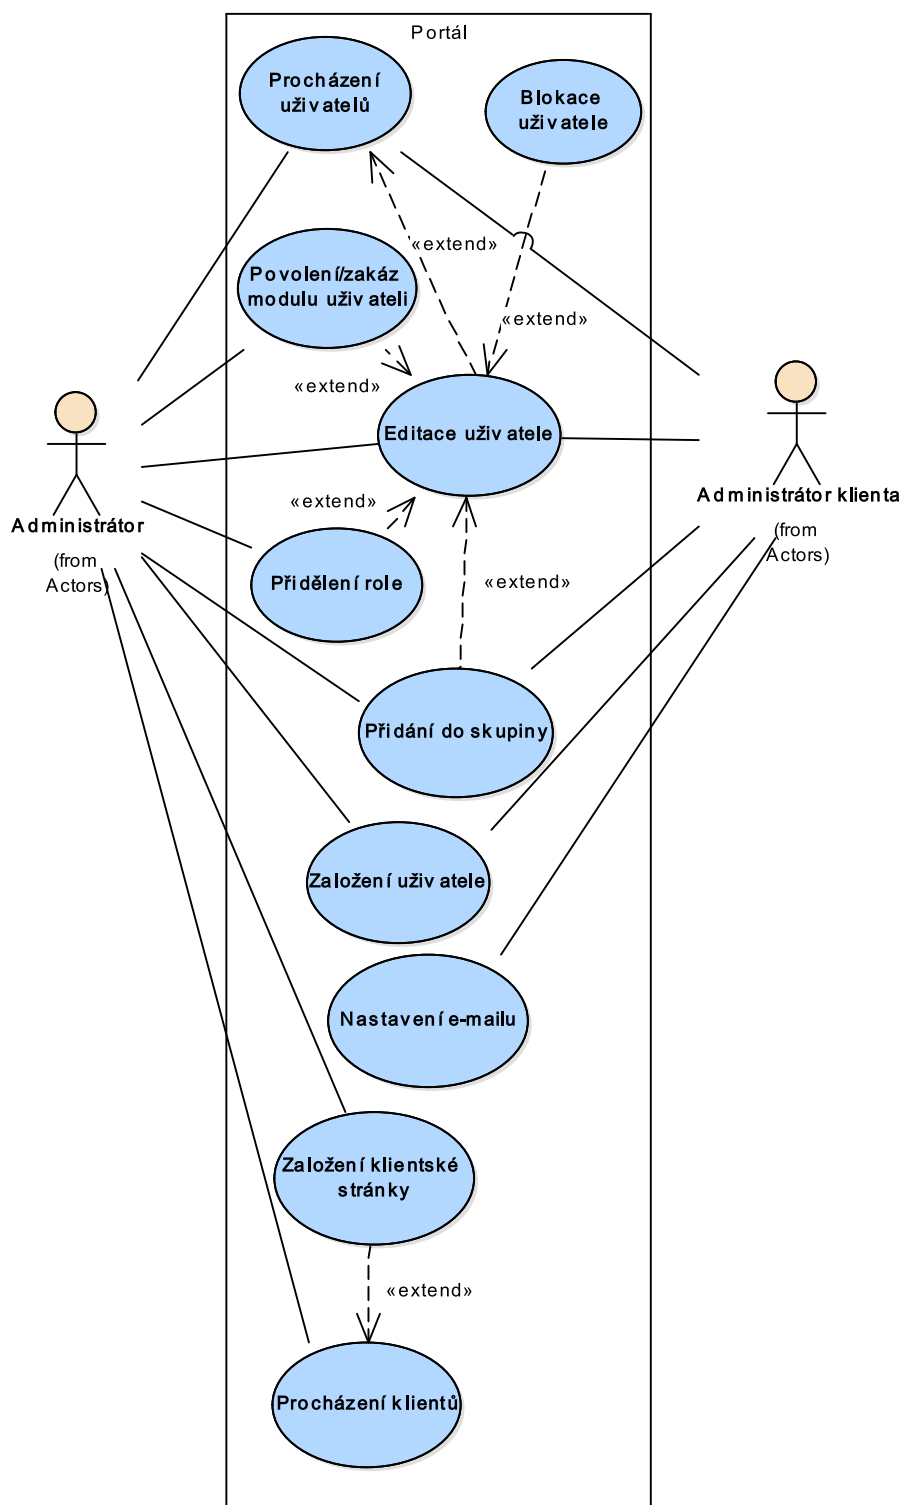 Portál
Procházení
uživatelů
Blokace
uživatele
«extend»
Povolení/zakáz
modulu uživateli
«extend»
«extend»
Editace uživatele
Administrátor klienta
(from
Actors)
«extend»
Administrátor
(from
Actors)
Přidělení role
«extend»
Přidání do skupiny
Založení uživatele
Nastavení e-mailu
Založení klientské
stránky
«extend»
Procházení klientů